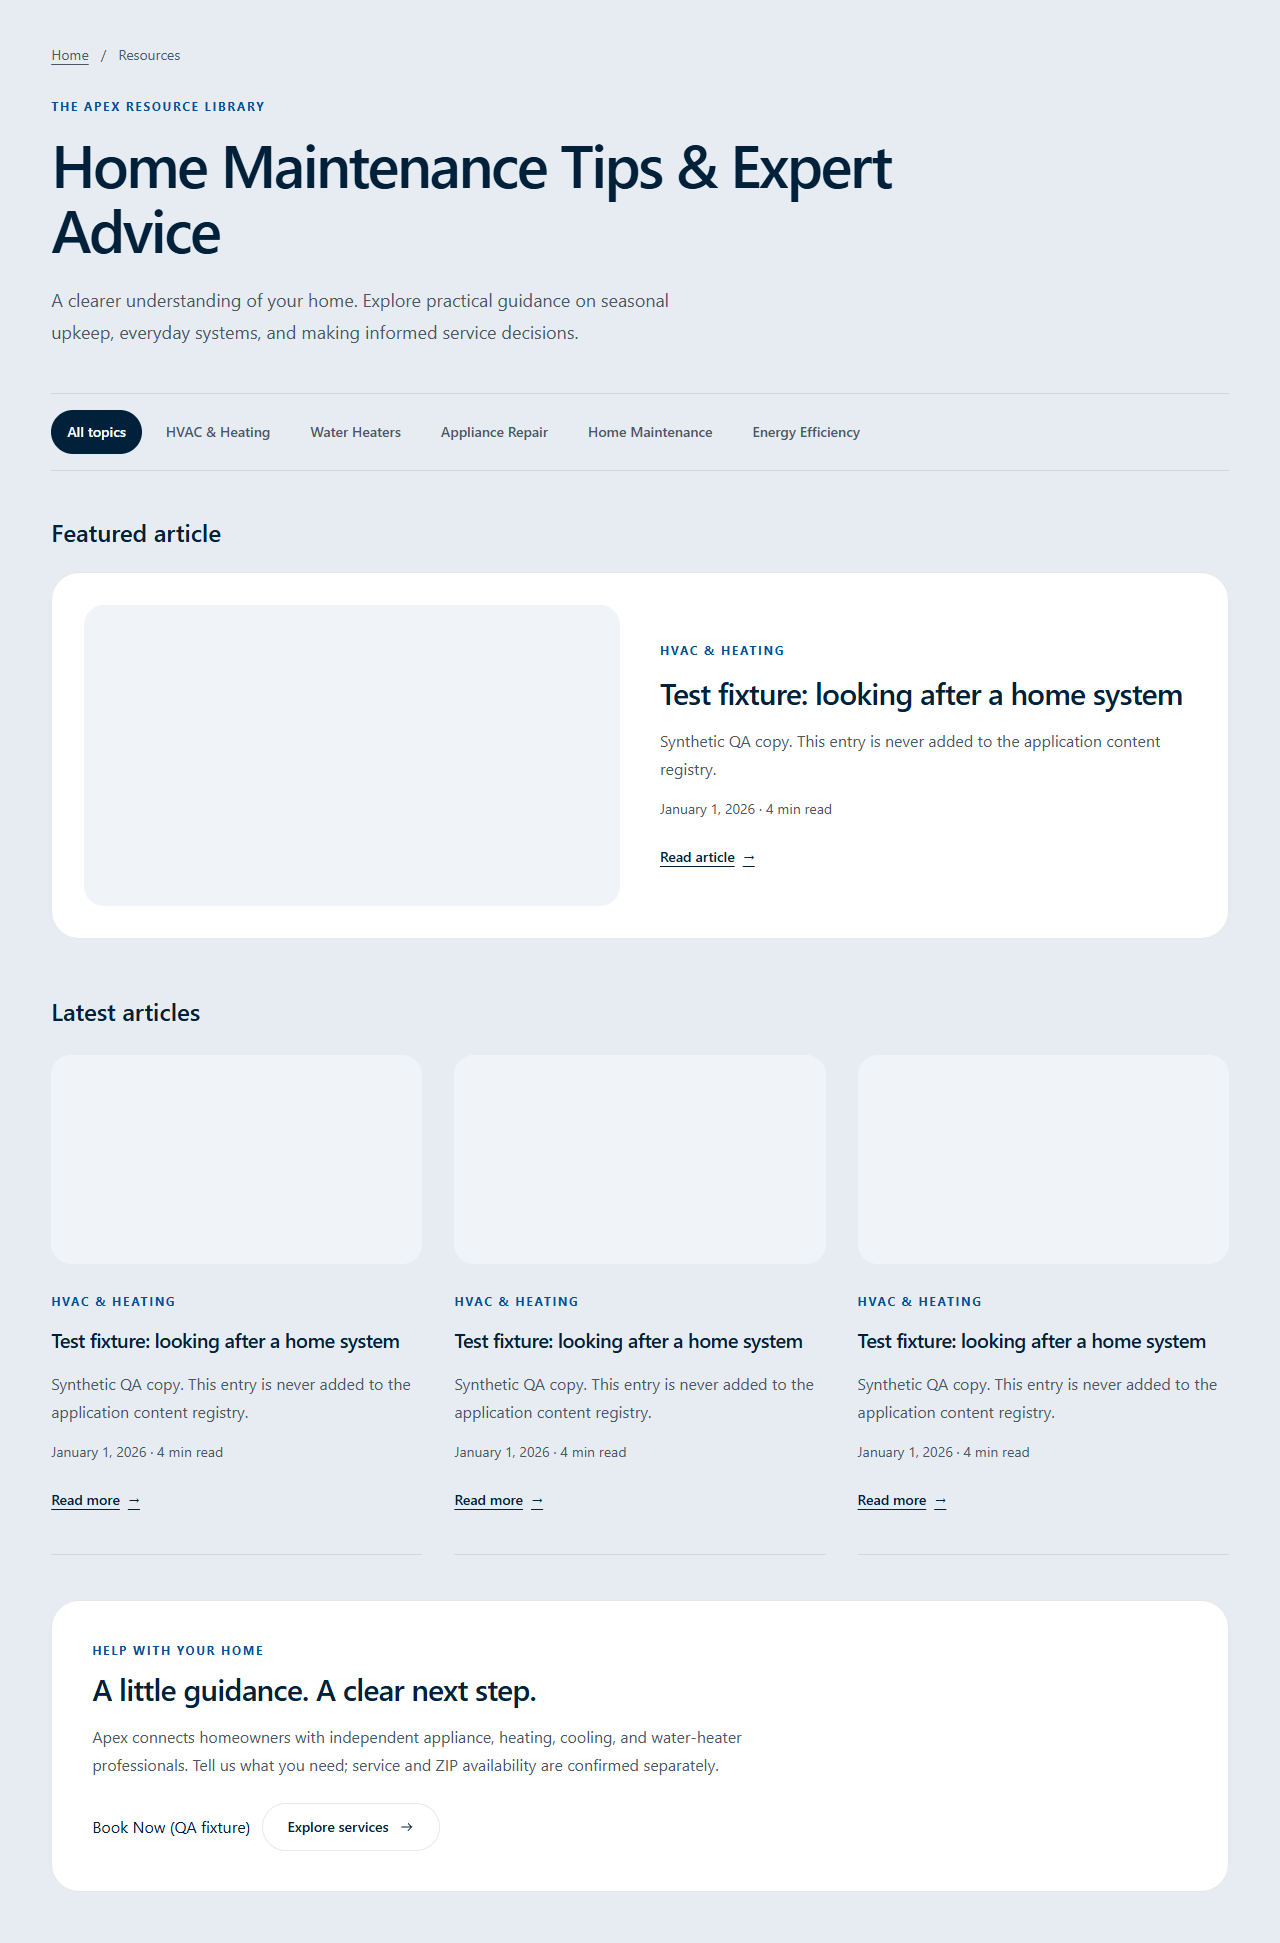 Home / Resources
THE APEX RESOURCE LIBRARY
Home Maintenance Tips & Expert
Advice
A clearer understanding of your home. Explore practical guidance on seasonal
upkeep, everyday systems, and making informed service decisions.
All topics HVAC & Heating Water Heaters Appliance Repair Home Maintenance Energy Efficiency
Featured article
HVAC & HEATING
Test fixture: looking after a home system
Synthetic QA copy. This entry is never added to the application content
registry.
January 1, 2026 · 4 min read
Read article →
Latest articles
HVAC & HEATING
Test fixture: looking after a home system
Synthetic QA copy. This entry is never added to the
application content registry.
January 1, 2026 · 4 min read
Read more →
HVAC & HEATING
Test fixture: looking after a home system
Synthetic QA copy. This entry is never added to the
application content registry.
January 1, 2026 · 4 min read
Read more →
HVAC & HEATING
Test fixture: looking after a home system
Synthetic QA copy. This entry is never added to the
application content registry.
January 1, 2026 · 4 min read
Read more →
HELP WITH YOUR HOME
A little guidance. A clear next step.
Apex connects homeowners with independent appliance, heating, cooling, and water-heater
professionals. Tell us what you need; service and ZIP availability are confirmed separately.
Book Now (QA fixture) Explore services →